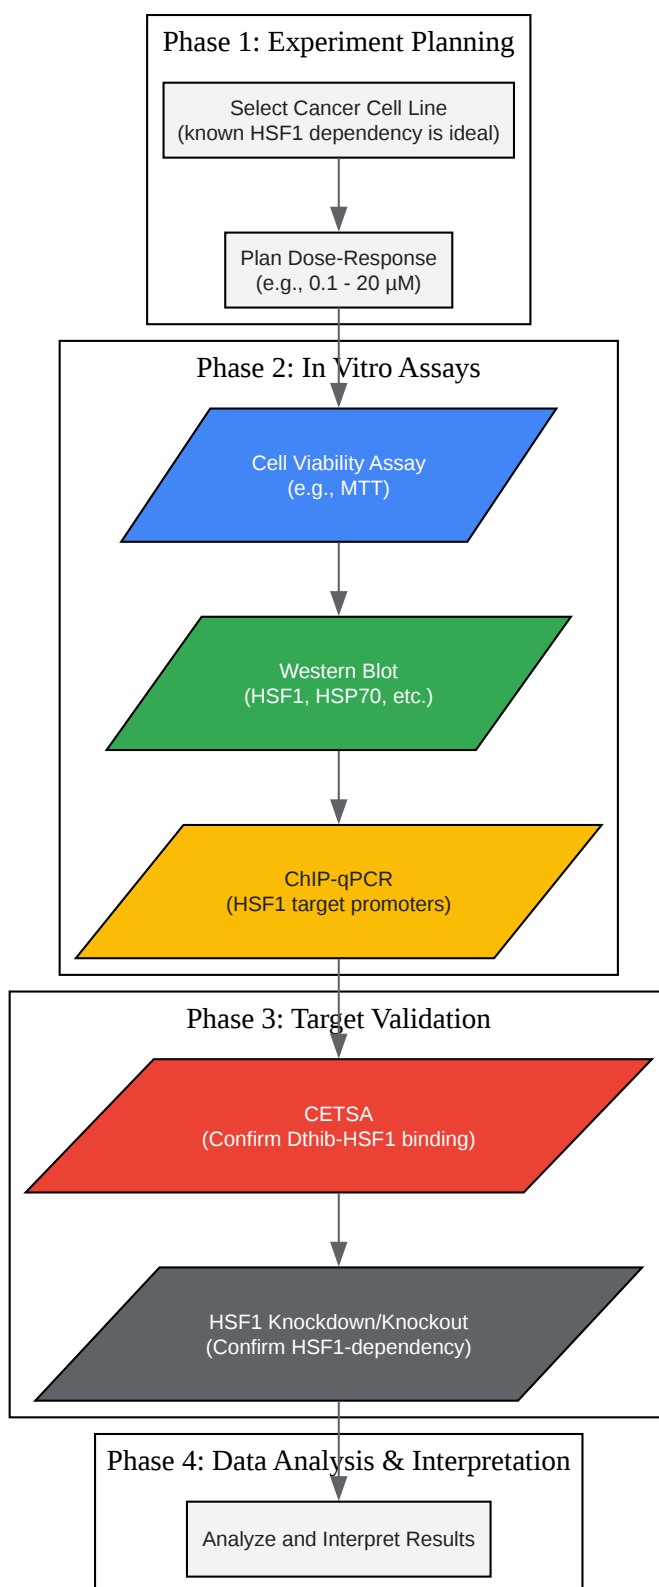 Phase 1: Experiment Planning
Select Cancer Cell Line
(known HSF1 dependency is ideal)
Plan Dose-Response
(e.g., 0.1 - 20 µM)
Phase 2: In Vitro Assays
Cell Viability Assay
(e.g., MTT)
Western Blot
(HSF1, HSP70, etc.)
ChIP-qPCR
(HSF1 target promoters)
Phase 3: Target Validation
CETSA
(Confirm Dthib-HSF1 binding)
HSF1 Knockdown/Knockout
(Confirm HSF1-dependency)
Phase 4: Data Analysis & Interpretation
Analyze and Interpret Results